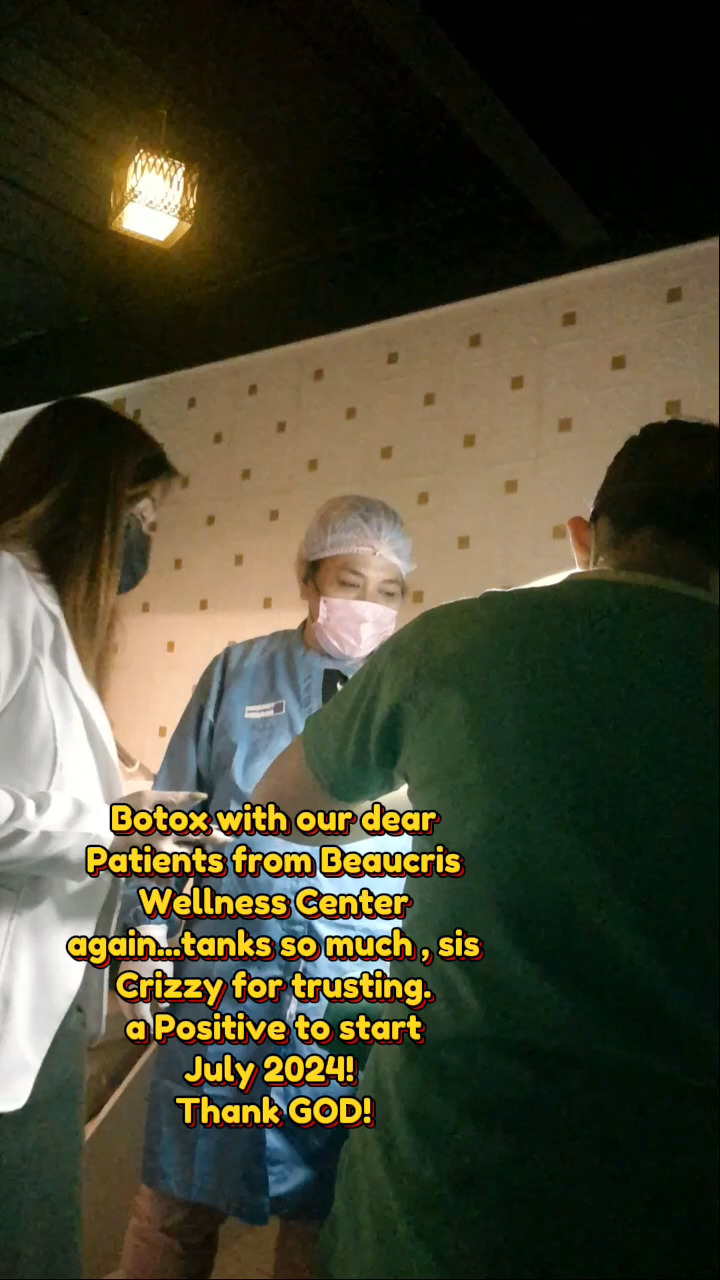 Botox with our dear
Patients from Beaucris
Wellness Center
again...tanks so much , sis
Crizzy for trusting.
a Positive to start
July 2024!
Thank GOD!